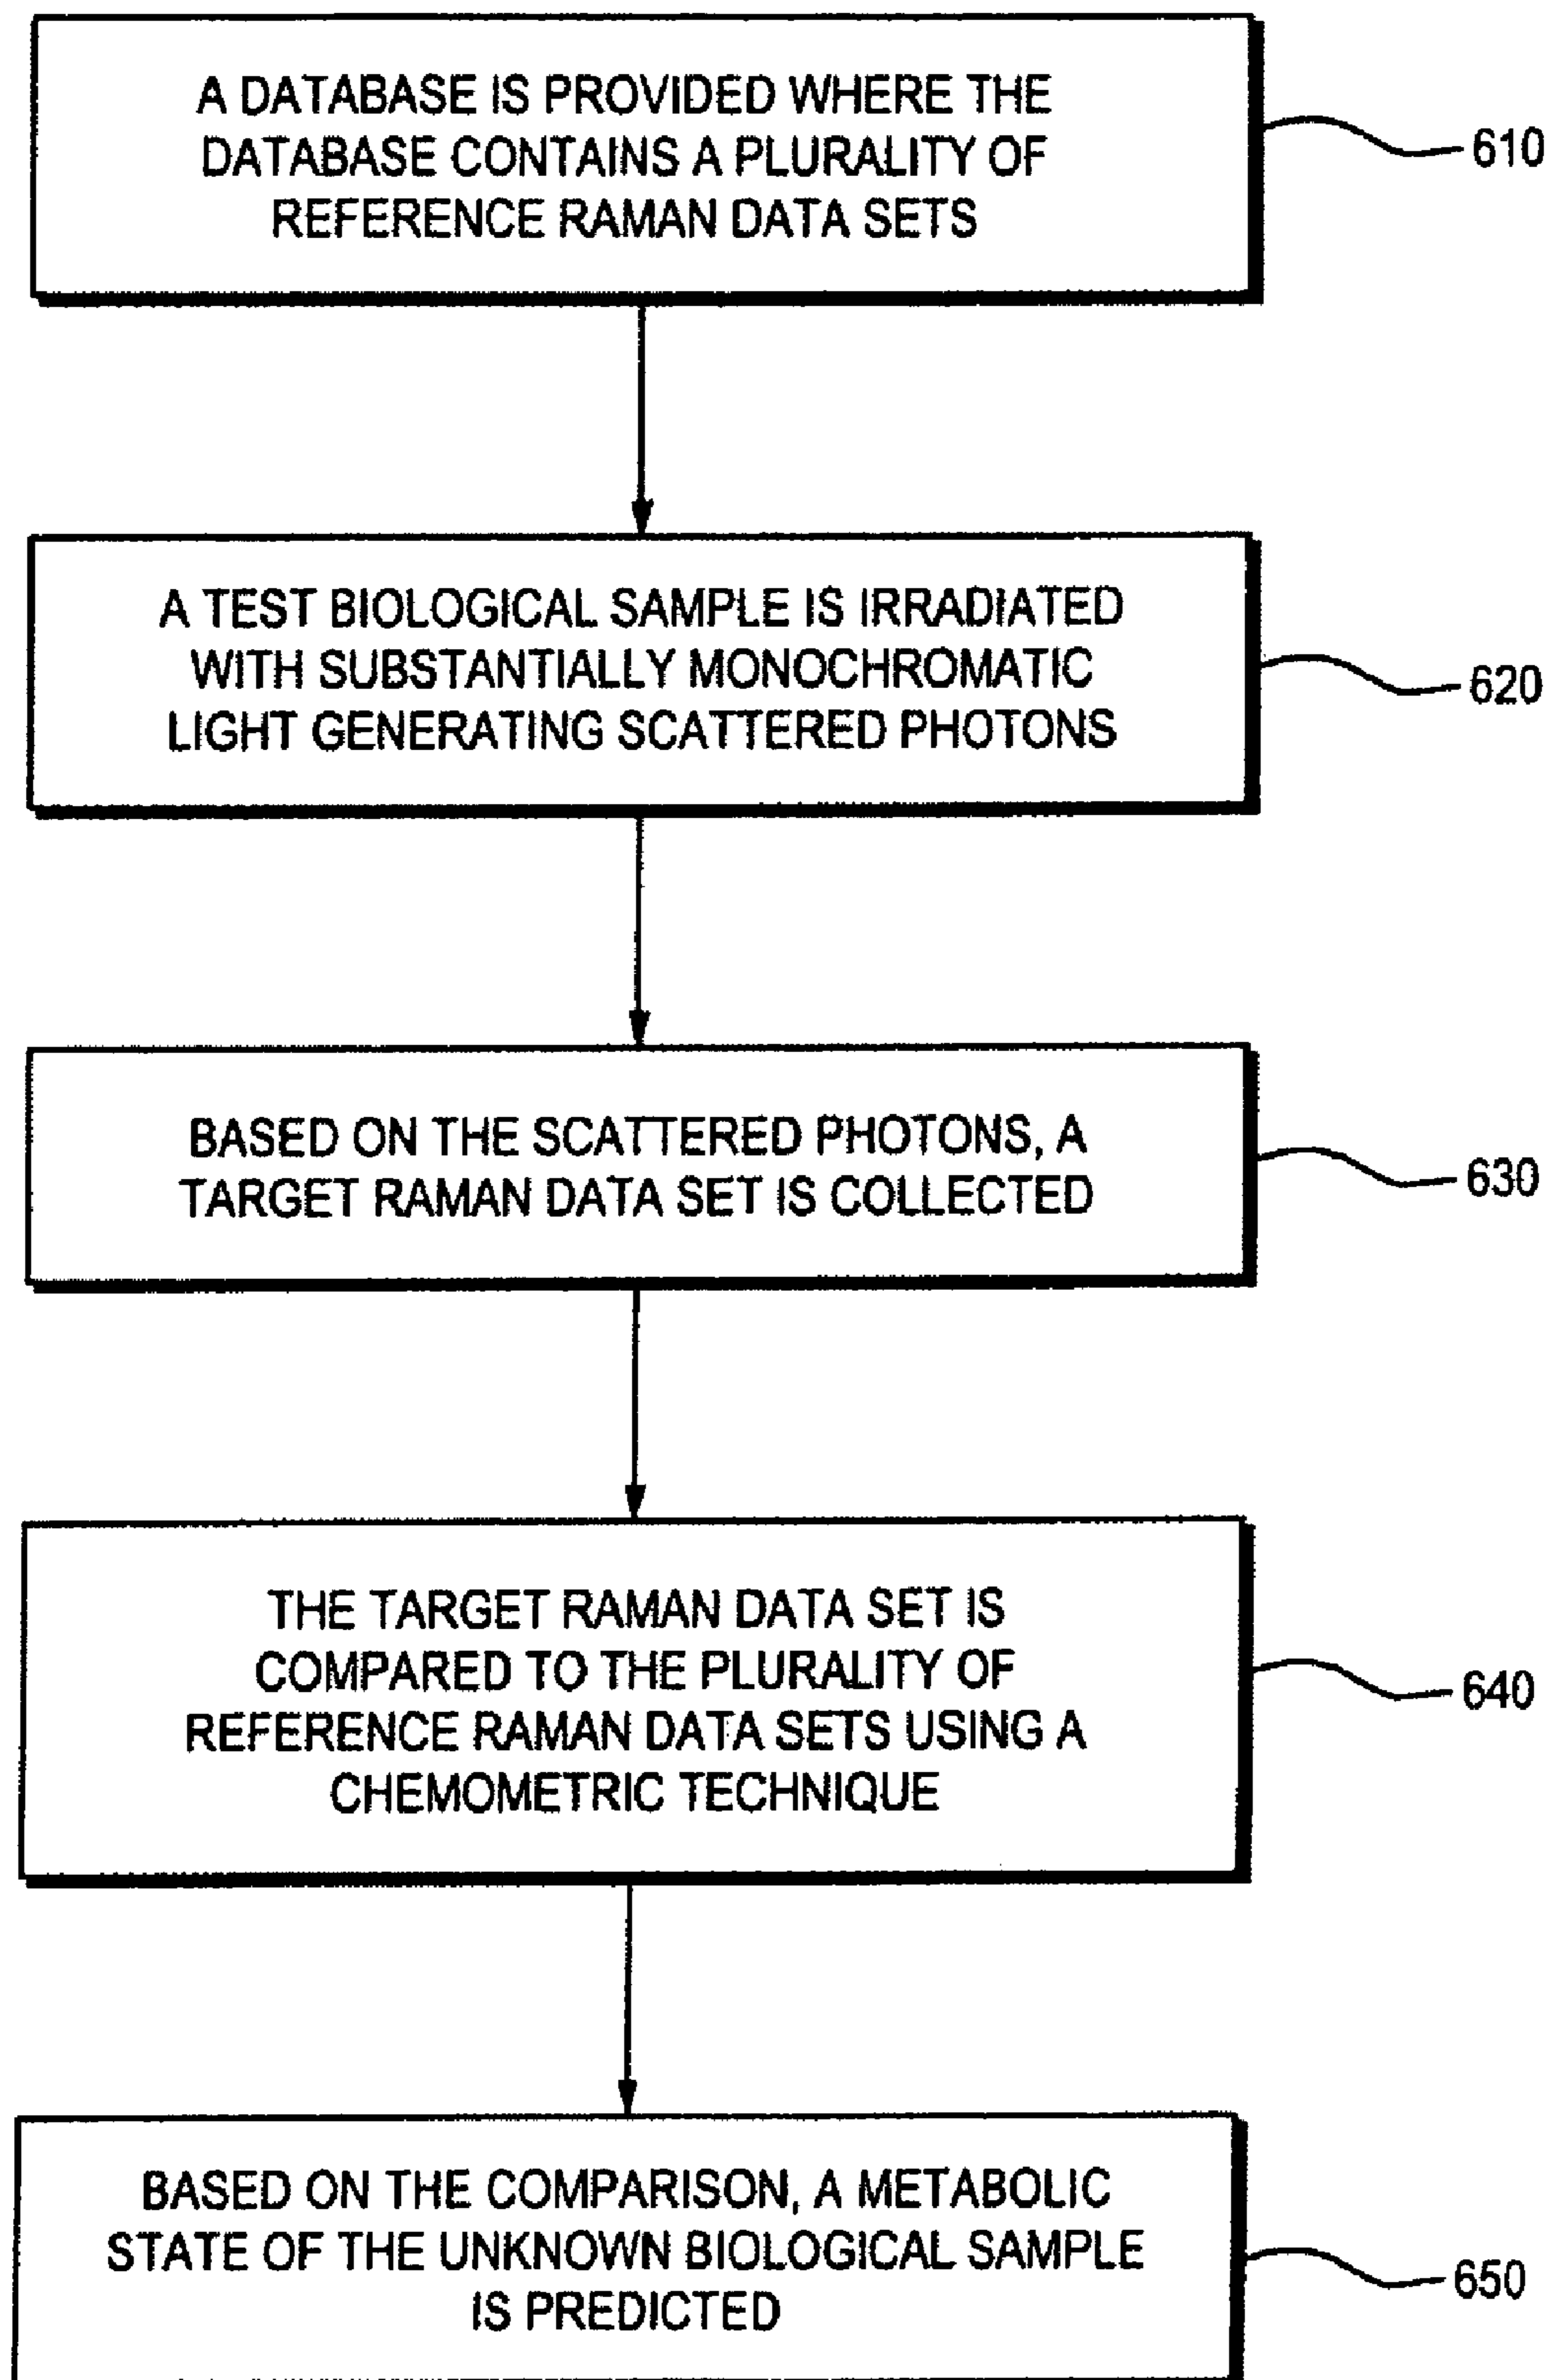 A DATABASE IS PROVIDED WHERE THE
DATABASE CONTAINS A PLURALITY OF
REFERENCE RAMAN DATA SETS
610
A TEST BIOLOGICAL SAMPLE IS IRRADIATED
WITH SUBSTANTIALLY MONOCHROMATIC
LIGHT GENERATING SCATTERED PHOTONS
620
BASED ON THE SCATTERED PHOTONS, A
TARGET RAMAN DATA SET IS COLLECTED
630
THE TARGET RAMAN DATA SET IS
COMPARED TO THE PLURALITY OF
REFERENCE RAMAN DATA SETS USING A
CHEMOMETRIC TECHNIQUE
640
BASED ON THE COMPARISON, A METABOLIC
STATE OF THE UNKNOWN BIOLOGICAL SAMPLE
IS PREDICTED
650